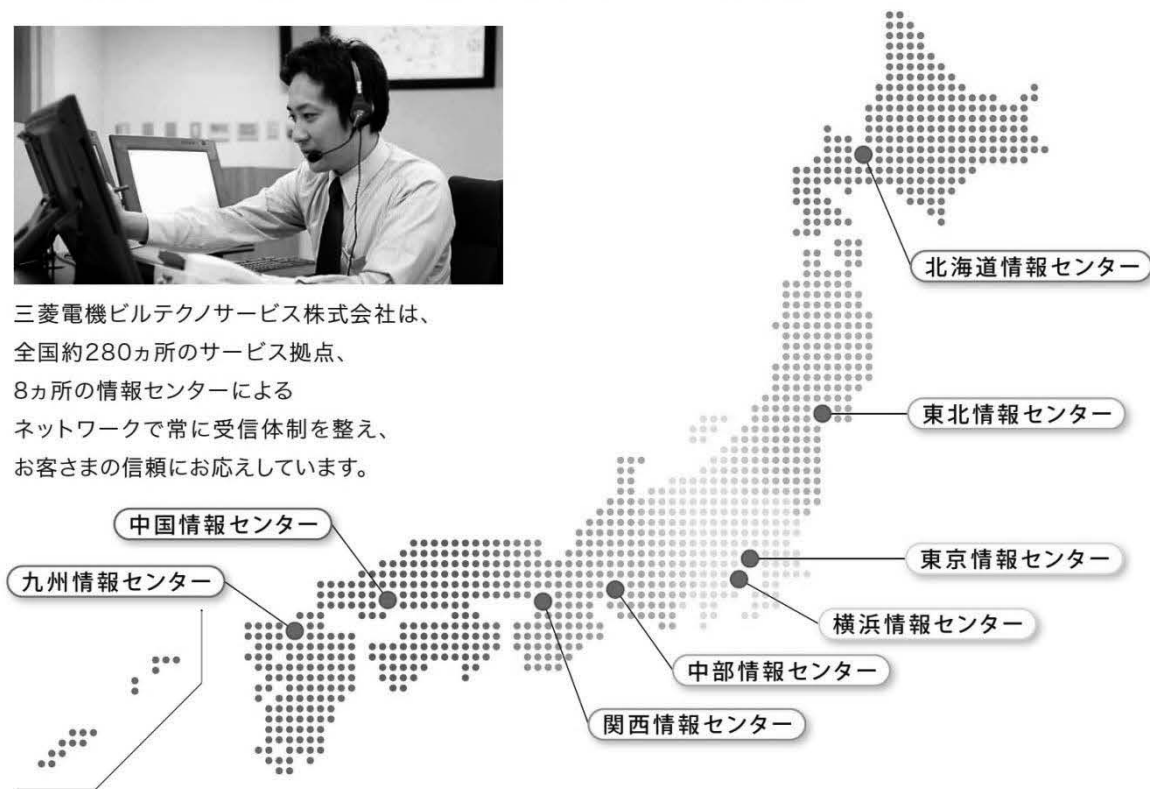 三菱電機ビルテクノサービス株式会社は、
全国約280ヵ所のサービス拠点、
8ヵ所の情報センターによる
ネットワークで常に受信体制を整え、
お客さまの信頼にお応えしています。
北海道情報センター
東北情報センター
中国情報センター
九州情報センター
東京情報センター
横浜情報センター
中部情報センター
関西情報センター